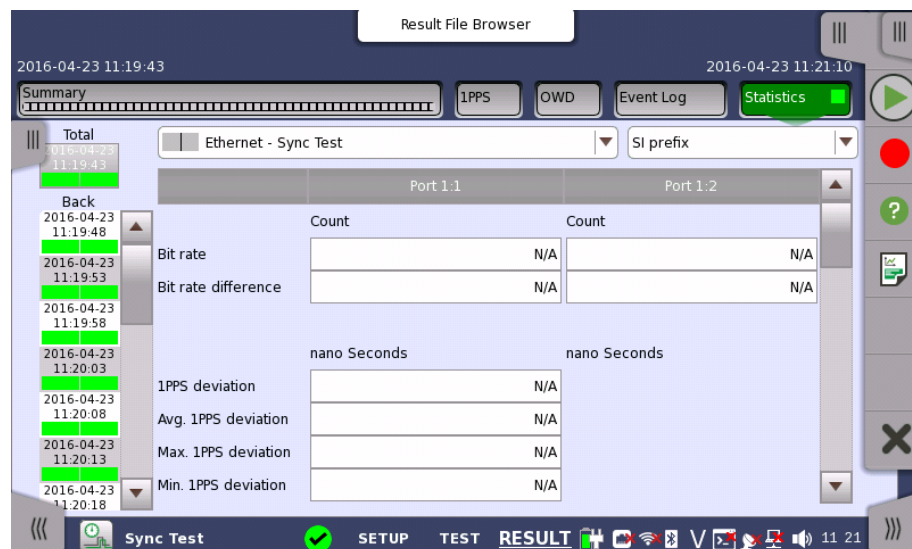 Result File Browser
2016-04-23 11:19:43
2016-04-23 11:21:10
Summary
1PPS
OWD
Event Log
Statistics
Total
2016-04-23
11:19:43
Ethernet - Sync Test
SI prefix
Port 1:1
Port 1:2
Back
2016-04-23
11:19:48
2016-04-23
11:19:53
2016-04-23
11:19:58
2016-04-23
11:20:03
2016-04-23
11:20:08
2016-04-23
11:20:13
2016-04-23
11:20:18
Count
Count
Bit rate
N/A
N/A
Bit rate difference
N/A
N/A
nano Seconds
nano Seconds
1PPS deviation
N/A
Avg. 1PPS deviation
N/A
Max. 1PPS deviation
N/A
Min. 1PPS deviation
N/A
Sync Test
SETUP
TEST
RESULT
V
11 21